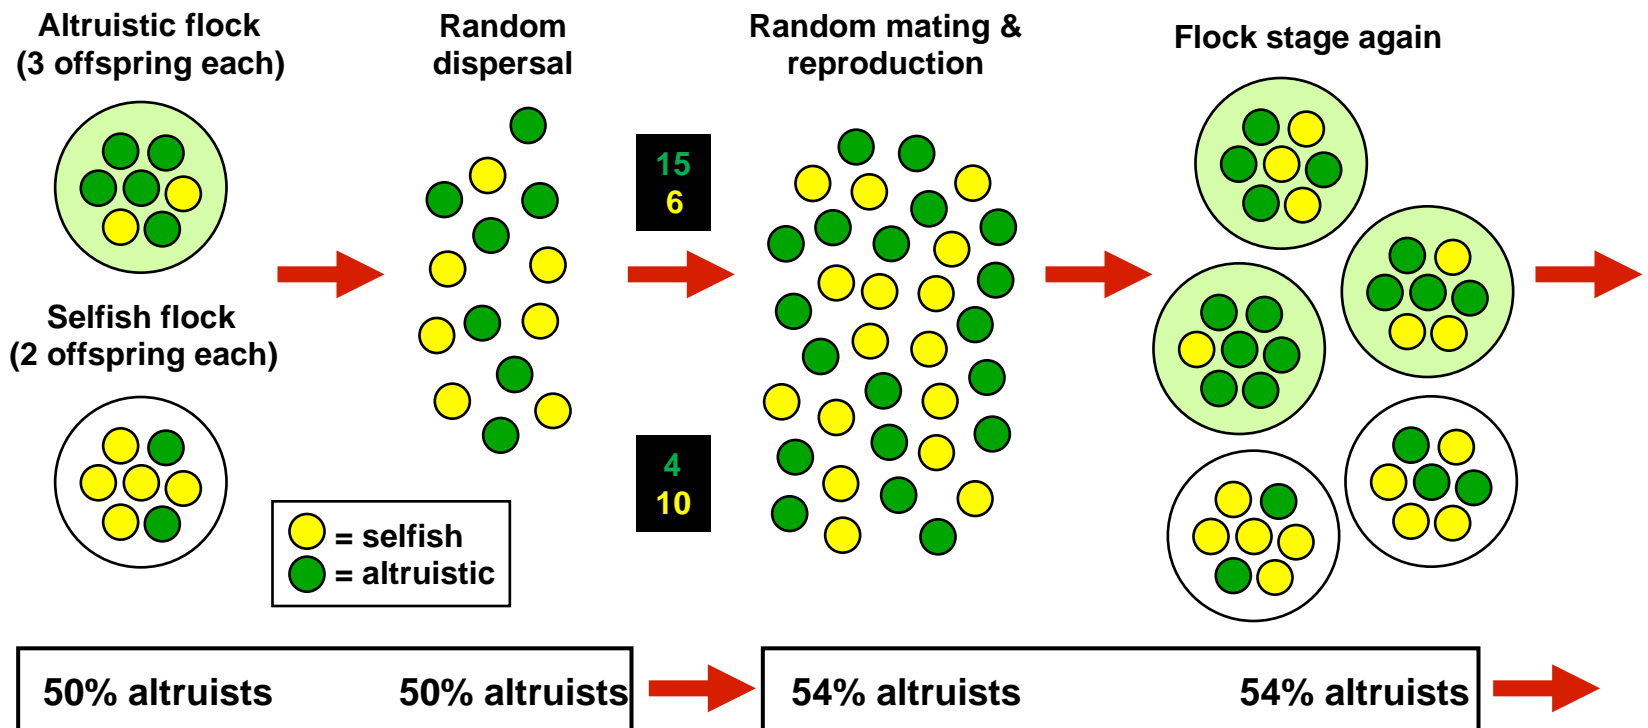 Altruistic flock
(3 offspring each)
Random
dispersal
Random mating &
reproduction
Flock stage again
15
6
Selfish flock
(2 offspring each)
4
10
= selfish
= altruistic
50% altruists
50% altruists
54% altruists
54% altruists